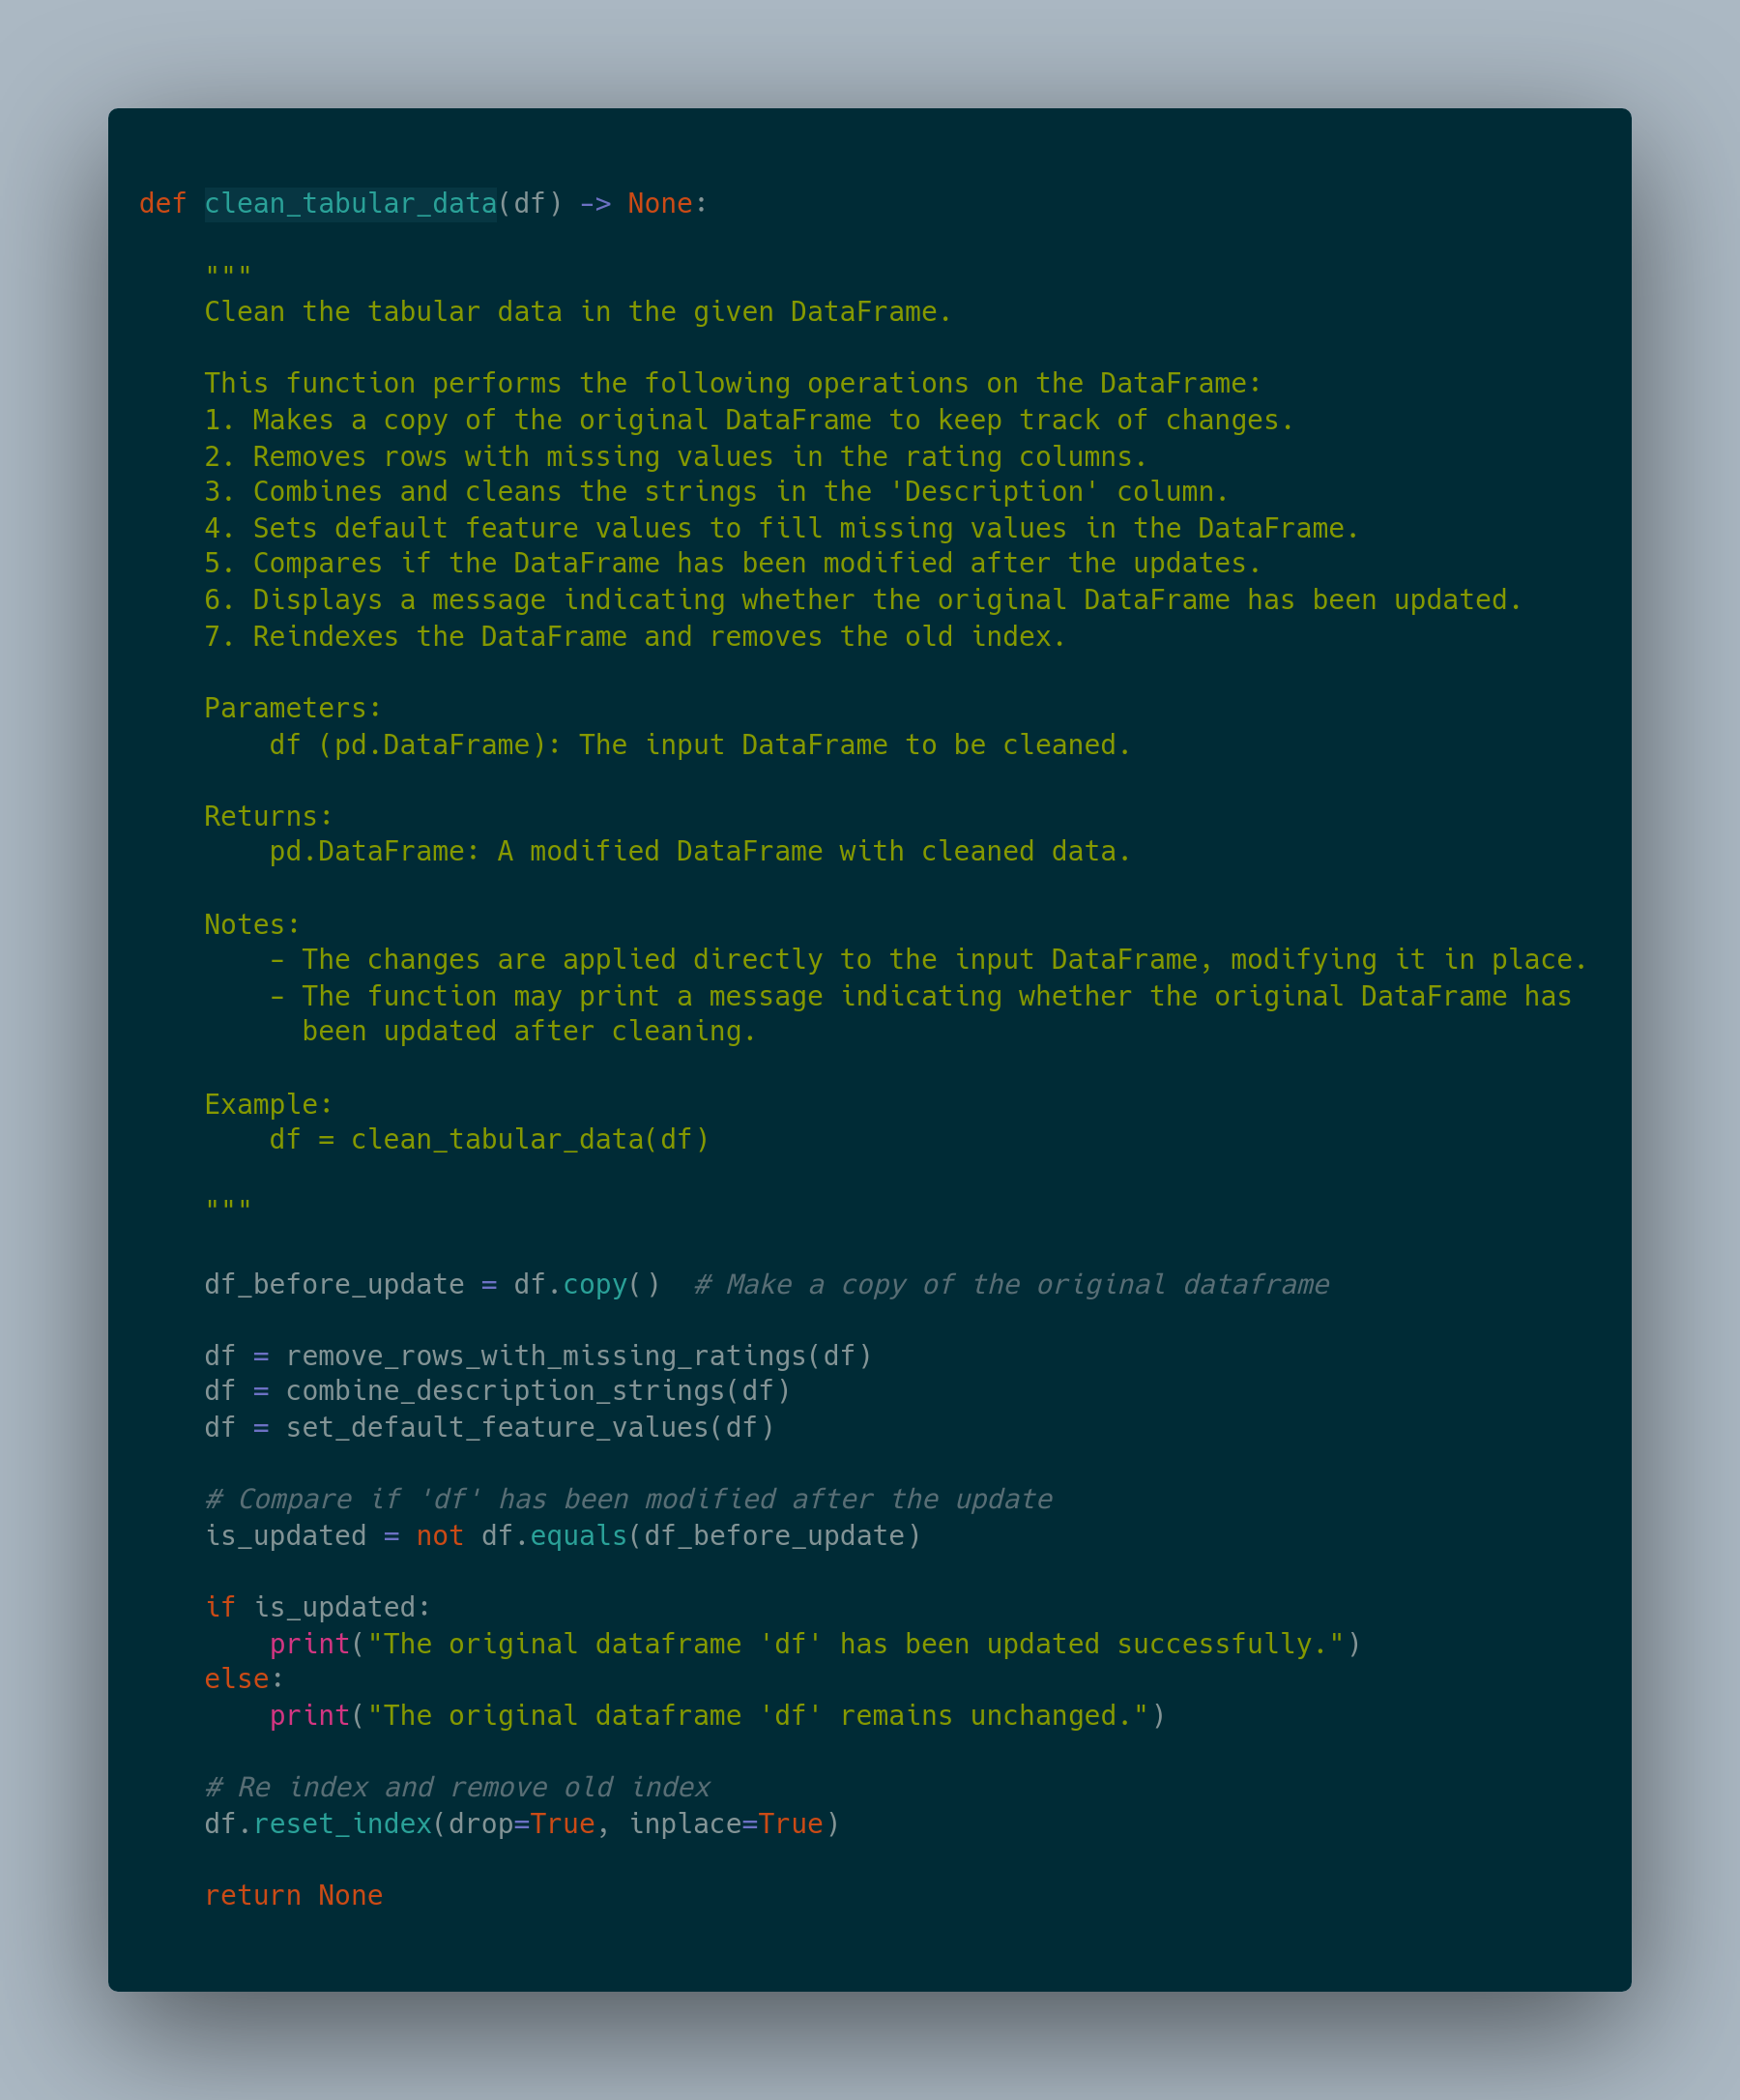 def clean_tabular_data(df) -> None:
"""
Clean the tabular data in the given DataFrame.
This function performs the following operations on the DataFrame:
1. Makes a copy of the original DataFrame to keep track of changes.
2. Removes rows with missing values in the rating columns.
3. Combines and cleans the strings in the 'Description' column.
4. Sets default feature values to fill missing values in the DataFrame.
5. Compares if the DataFrame has been modified after the updates.
6. Displays a message indicating whether the original DataFrame has been updated.
7. Reindexes the DataFrame and removes the old index.
Parameters:
df (pd.DataFrame): The input DataFrame to be cleaned.
Returns:
pd.DataFrame: A modified DataFrame with cleaned data.
Notes:
- The changes are applied directly to the input DataFrame, modifying it in place.
- The function may print a message indicating whether the original DataFrame has
been updated after cleaning.
Example:
df = clean_tabular_data(df)
"""
df_before_update = df.copy()  # Make a copy of the original dataframe
df = remove_rows_with_missing_ratings(df)
df = combine_description_strings(df)
df = set_default_feature_values(df)
# Compare if 'df' has been modified after the update
is_updated = not df.equals(df_before_update)
if is_updated:
print("The original dataframe 'df' has been updated successfully.")
else:
print("The original dataframe 'df' remains unchanged.")
# Re index and remove old index
df.reset_index(drop=True, inplace=True)
return None